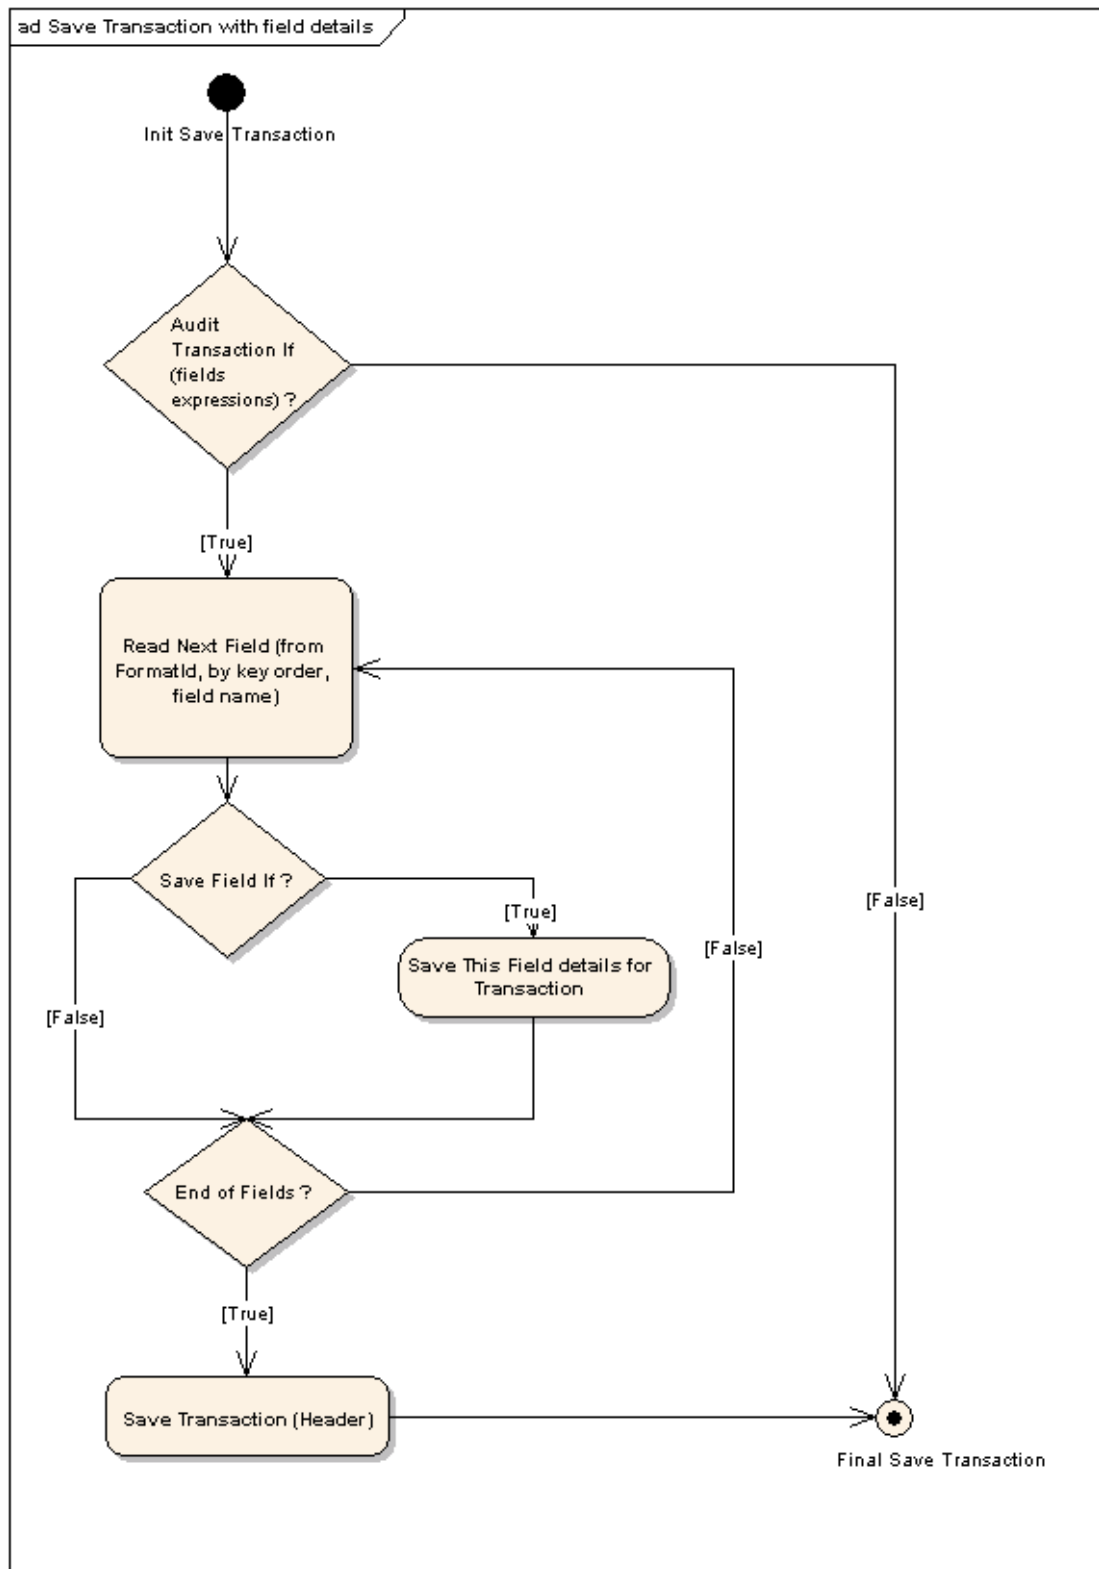 ad Save Transaction with field details
Init Save Transaction
Audit
Transaction If
(fields
expressions) ?
[True]
Read Next Field (from
FormatId, by key order,
field name)
Save Field If ?
[True]
[False]
Save This Field details for
Transaction
[False]
[False]
End of Fields ?
[True]
Save Transaction (Header)
Final Save Transaction